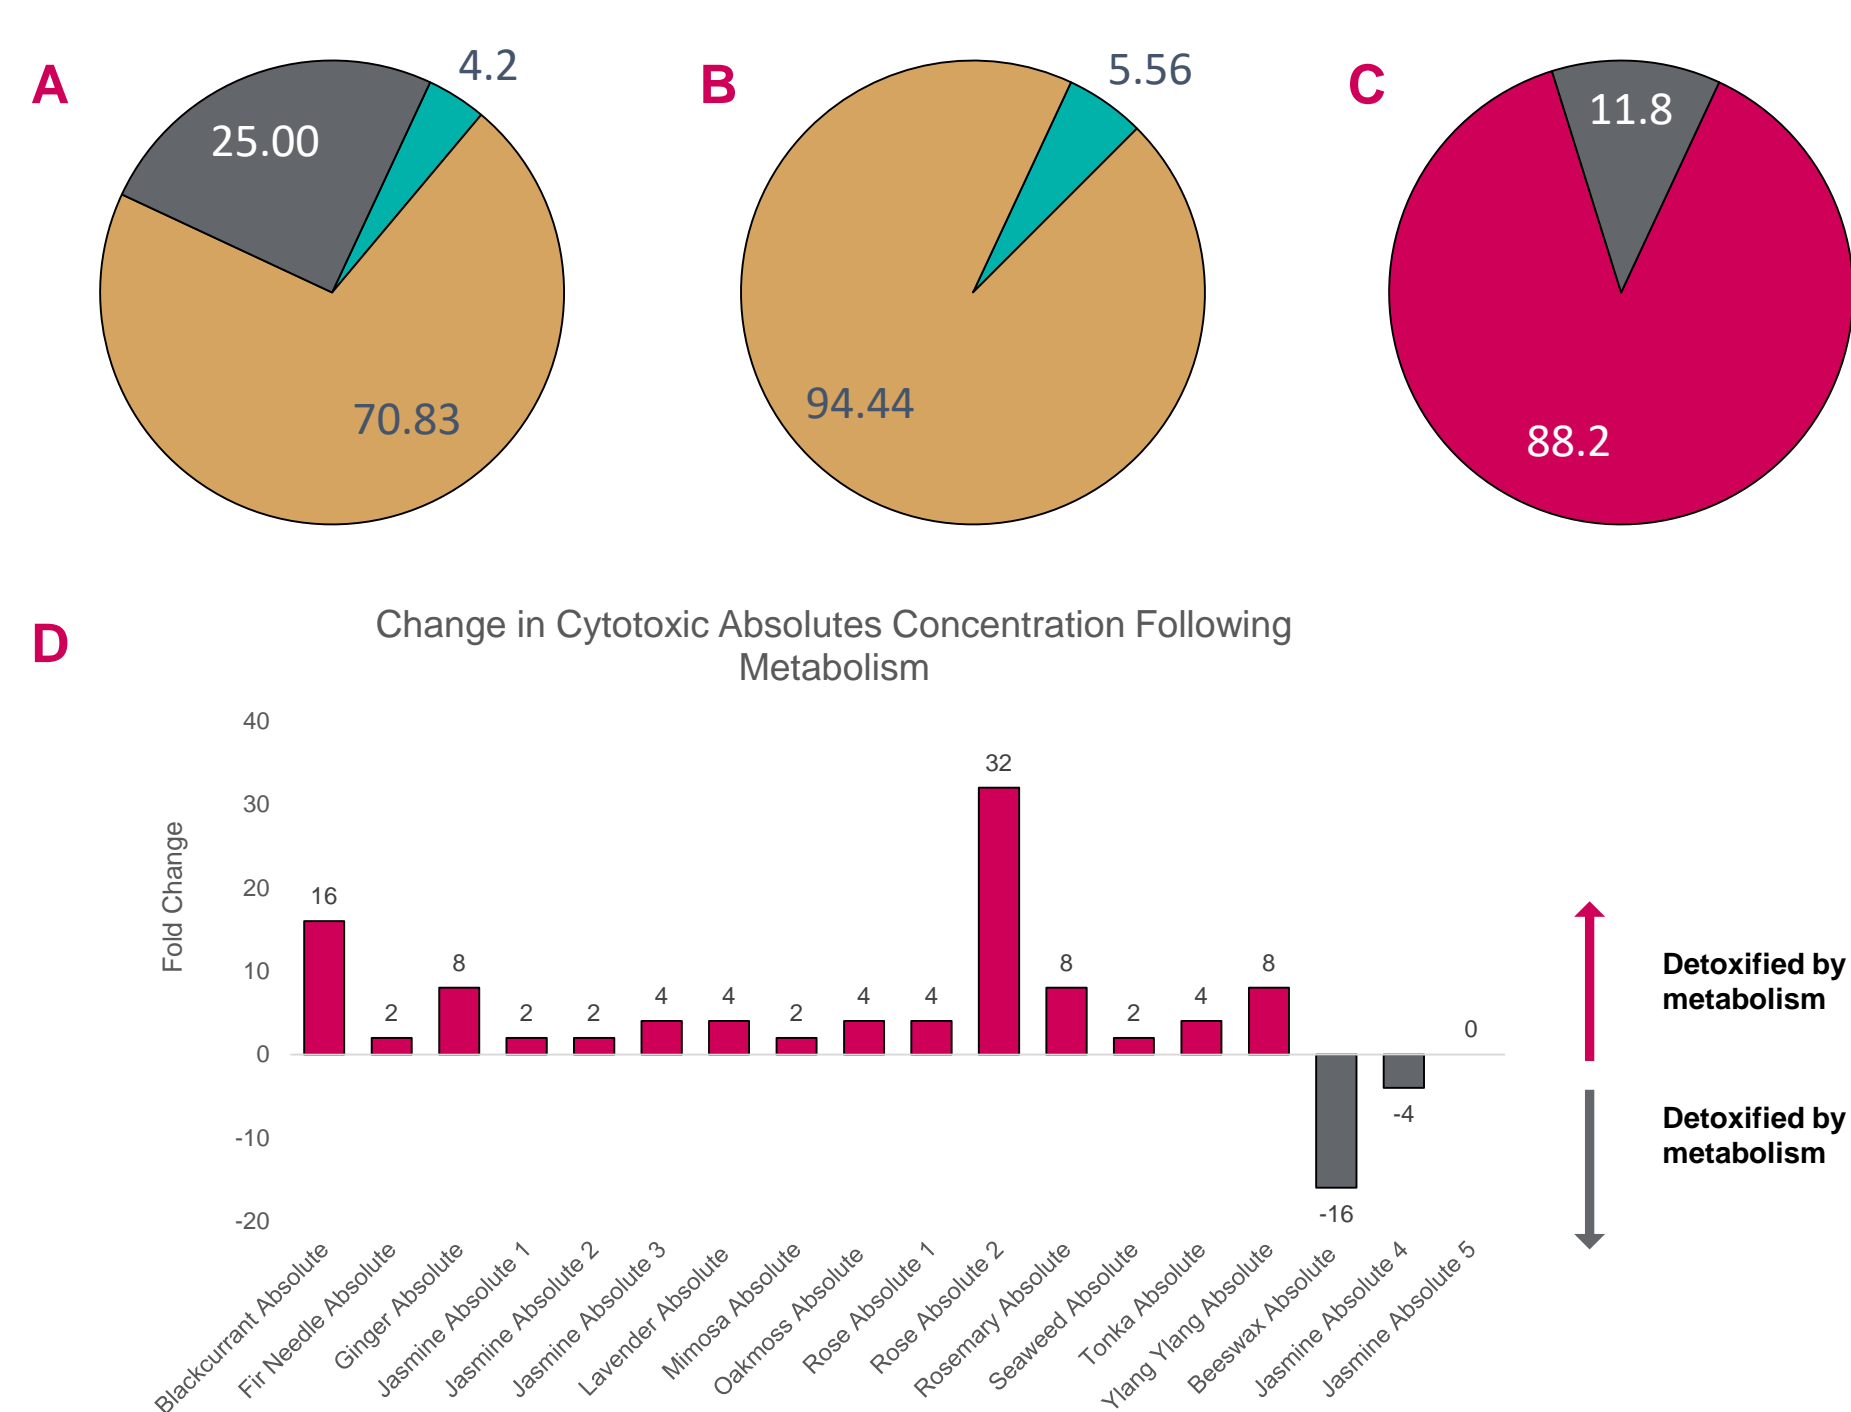 A
4.2
25.00
70.83
B
5.56
94.44
C
11.8
88.2
D
Change in Cytotoxic Absolutes Concentration Following
Metabolism
Fold Change
40
30
20
10
0
-10
-20
16
2
8
2
2
4
4
2
4
4
32
8
2
4
8
-16
-4
0
Blackcurrant Absolute
Fir Needle Absolute
Ginger Absolute
Jasmine Absolute 1
Jasmine Absolute 2
Jasmine Absolute 3
Lavender Absolute
Mimosa Absolute
Oakmoss Absolute
Rose Absolute 1
Rose Absolute 2
Rosemary Absolute
Seaweed Absolute
Tonka Absolute
Ylang Ylang Absolute
Beeswax Absolute
Jasmine Absolute 4
Jasmine Absolute 5
Detoxified by
metabolism
Detoxified by
metabolism